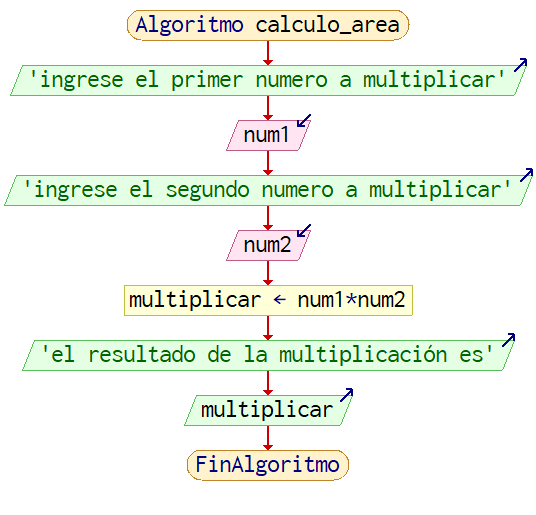 Algoritmo calculo_area
'ingrese el primer numero a multiplicar'
num1
'ingrese el segundo numero a multiplicar'
num2
multiplicar ← num1*num2
'el resultado de la multiplicación es'
multiplicar
FinAlgoritmo